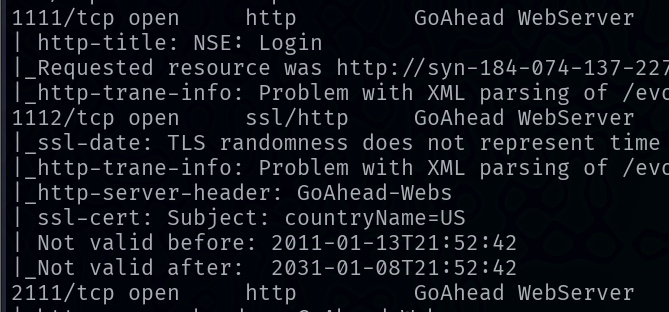 1111/tcp open     http         GoAhead WebServer
| http-title: NSE: Login
|_Requested resource was http://syn-184-074-137-227
|_http-trane-info: Problem with XML parsing of /evo
1112/tcp open     ssl/http     GoAhead WebServer
|_ssl-date: TLS randomness does not represent time
|_http-trane-info: Problem with XML parsing of /evo
|_http-server-header: GoAhead-Webs
| ssl-cert: Subject: countryName=US
| Not valid before: 2011-01-13T21:52:42
|_Not valid after:  2031-01-08T21:52:42
2111/tcp open     http         GoAhead WebServer